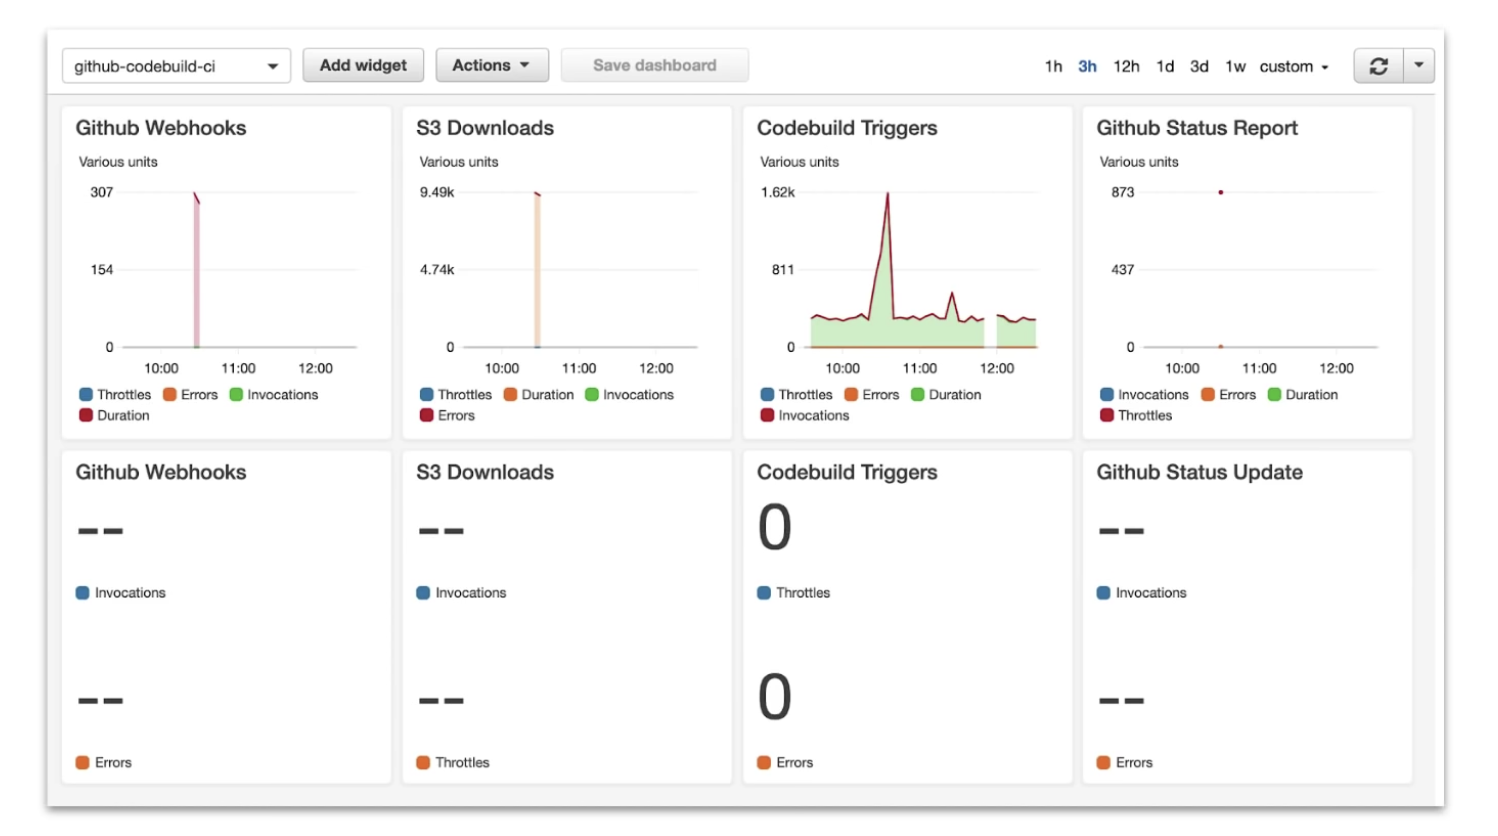 github-codebuild-ci Add widget Actions Save dashboard 1h 3h 12h 1d 3d 1w custom
Github Webhooks
Various units
307
154
0
10:00 11:00 12:00
Throttles Errors Invocations
Duration
S3 Downloads
Various units
9.49k
4.74k
0
10:00 11:00 12:00
Throttles Duration Invocations
Errors
Codebuild Triggers
Various units
1.62k
811
0
10:00 11:00 12:00
Throttles Errors Duration
Invocations
Github Status Report
Various units
873
437
0
10:00 11:00 12:00
Invocations Errors Duration
Throttles
Github Webhooks
--
Invocations
--
Errors
S3 Downloads
--
Invocations
--
Throttles
Codebuild Triggers
0
Throttles
0
Errors
Github Status Update
--
Invocations
--
Errors